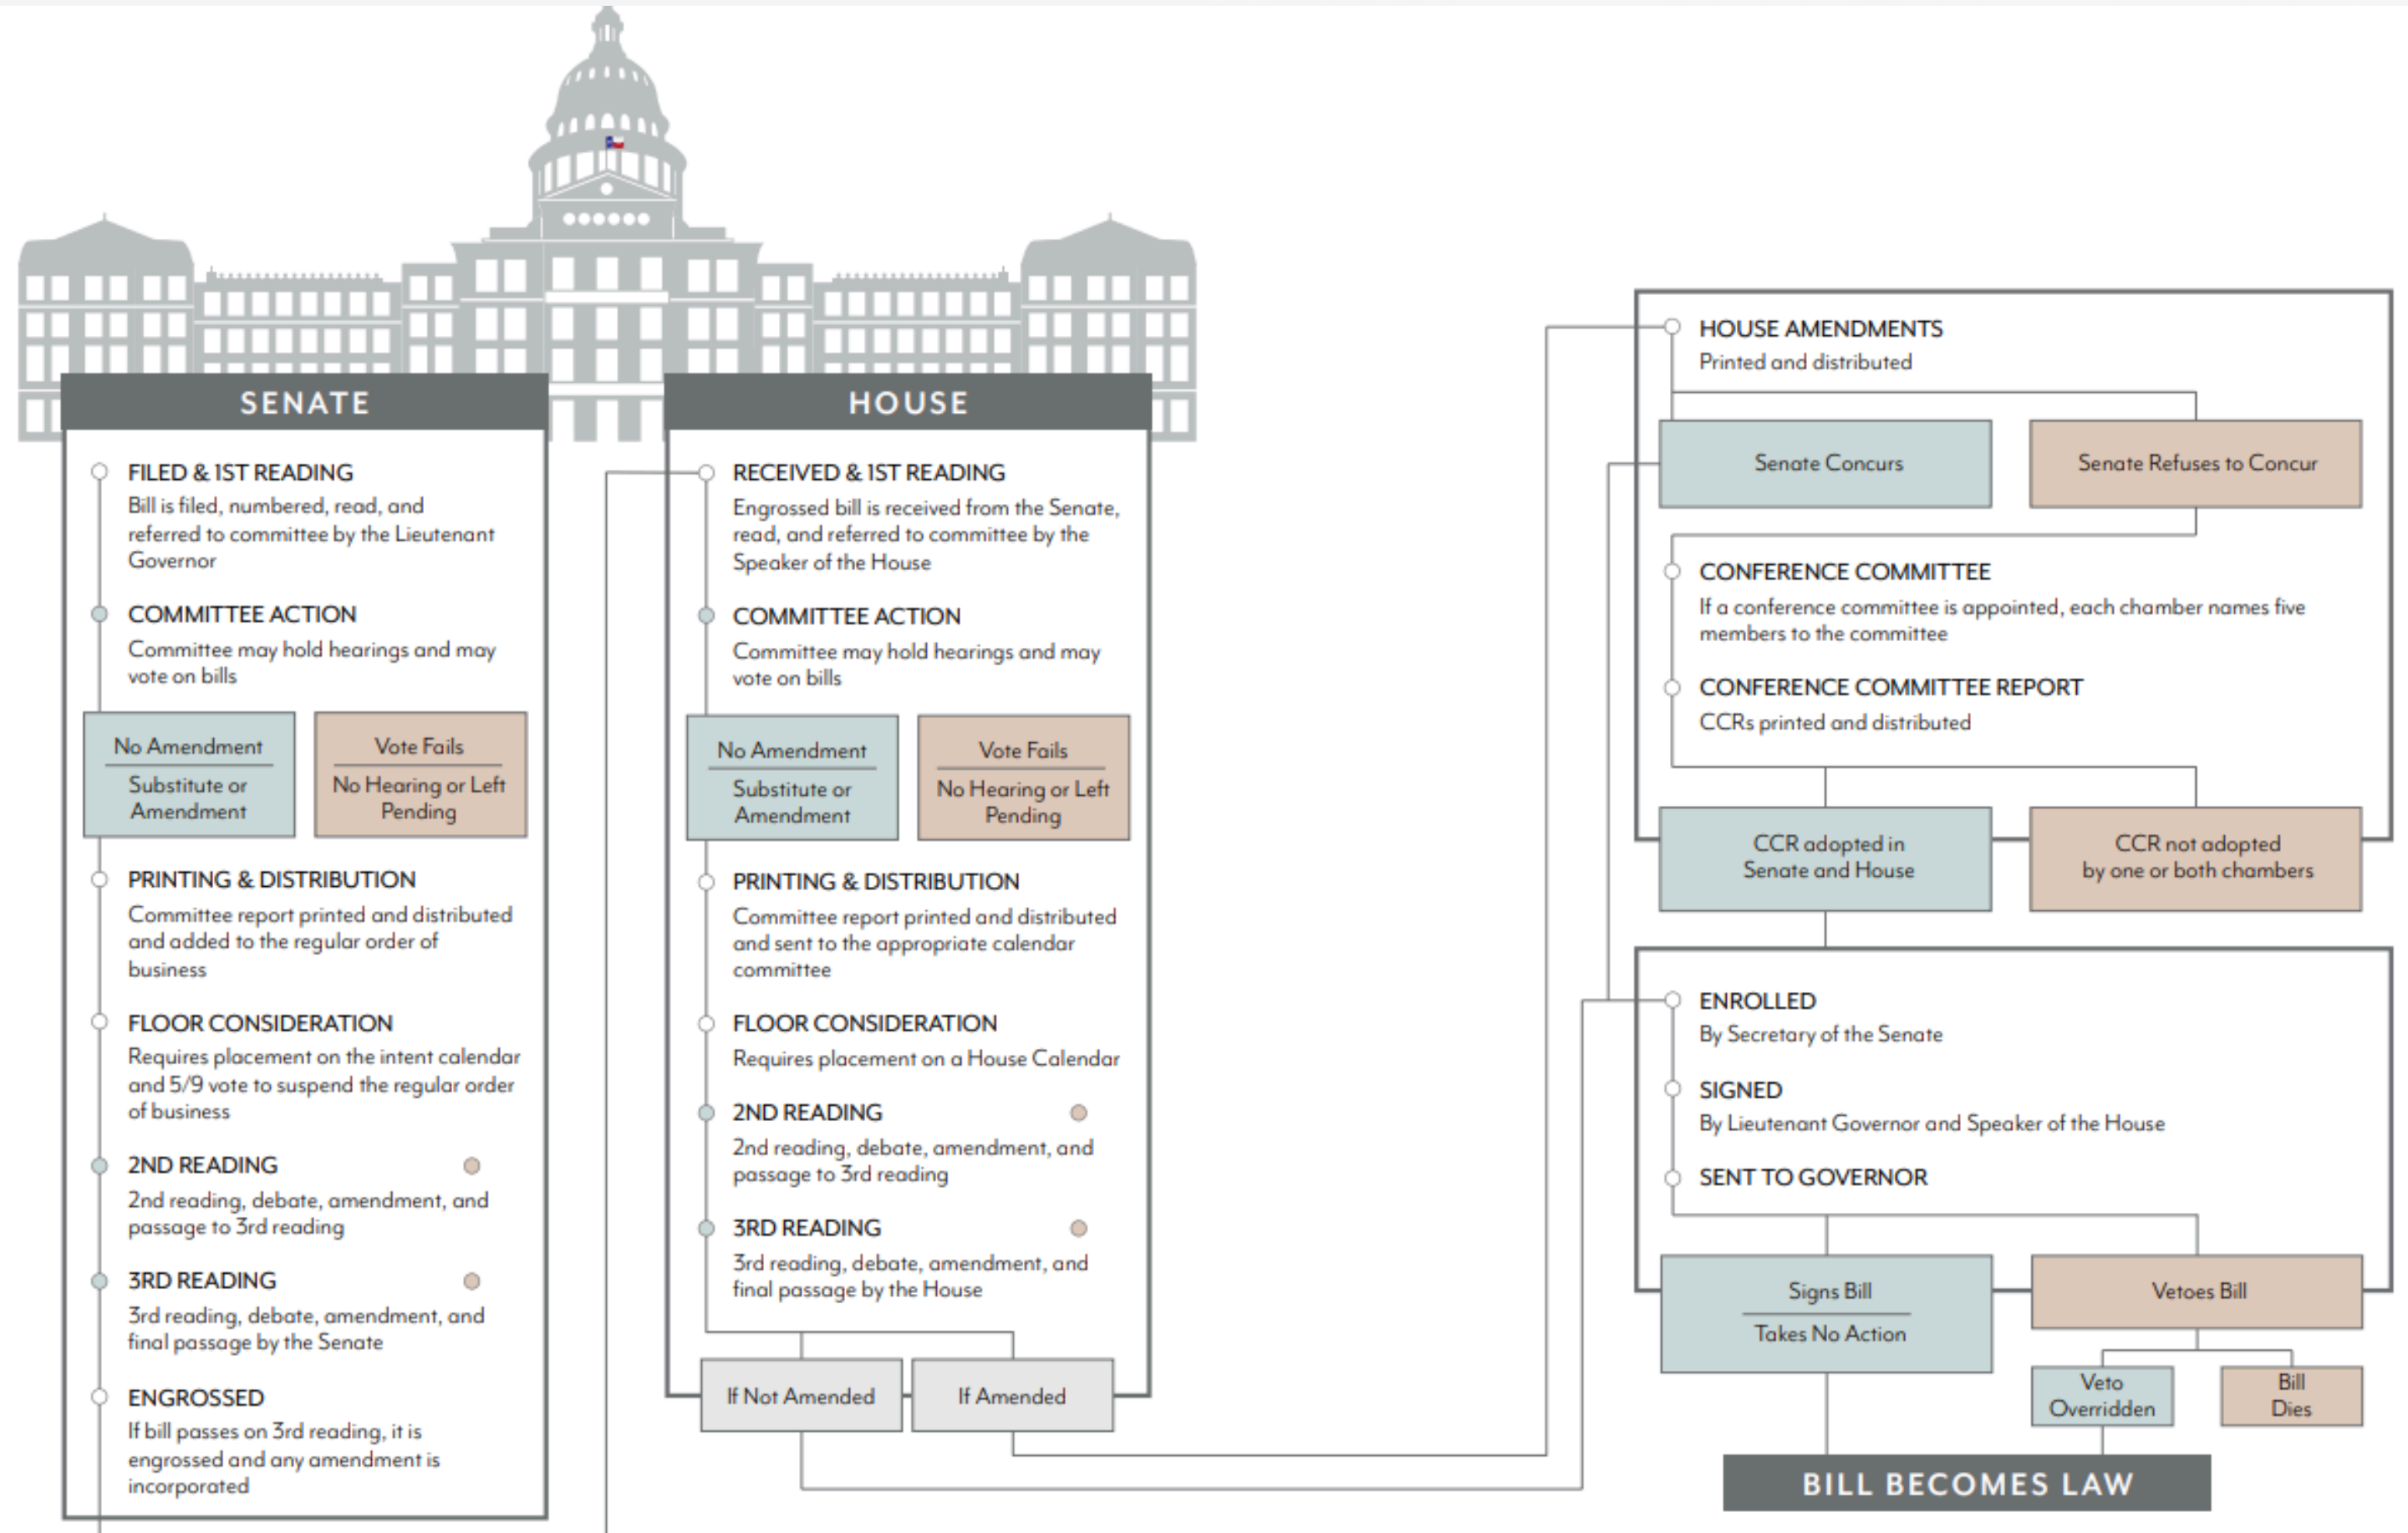 SENATE
FILED & 1ST READING
Bill is filed, numbered, read, and
referred to committee by the Lieutenant
Governor
COMMITTEE ACTION
Committee may hold hearings and may
vote on bills
No Amendment
Substitute or
Amendment
Vote Fails
No Hearing or Left
Pending
PRINTING & DISTRIBUTION
Committee report printed and distributed
and added to the regular order of
business
FLOOR CONSIDERATION
Requires placement on the intent calendar
and 5/9 vote to suspend the regular order
of business
2ND READING
2nd reading, debate, amendment, and
passage to 3rd reading
3RD READING
3rd reading, debate, amendment, and
final passage by the Senate
ENGROSSED
If bill passes on 3rd reading, it is
engrossed and any amendment is
incorporated
HOUSE
RECEIVED & 1ST READING
Engrossed bill is received from the Senate,
read, and referred to committee by the
Speaker of the House
COMMITTEE ACTION
Committee may hold hearings and may
vote on bills
No Amendment
Substitute or
Amendment
Vote Fails
No Hearing or Left
Pending
PRINTING & DISTRIBUTION
Committee report printed and distributed
and sent to the appropriate calendar
committee
FLOOR CONSIDERATION
Requires placement on a House Calendar
2ND READING
2nd reading, debate, amendment, and
passage to 3rd reading
3RD READING
3rd reading, debate, amendment, and
final passage by the House
If Not Amended
If Amended
HOUSE AMENDMENTS
Printed and distributed
Senate Concurs
Senate Refuses to Concur
CONFERENCE COMMITTEE
If a conference committee is appointed, each chamber names five
members to the committee
CONFERENCE COMMITTEE REPORT
CCRs printed and distributed
CCR adopted in
Senate and House
CCR not adopted
by one or both chambers
ENROLLED
By Secretary of the Senate
SIGNED
By Lieutenant Governor and Speaker of the House
SENT TO GOVERNOR
Signs Bill
Takes No Action
Vetoes Bill
Veto
Overridden
Bill
Dies
BILL BECOMES LAW